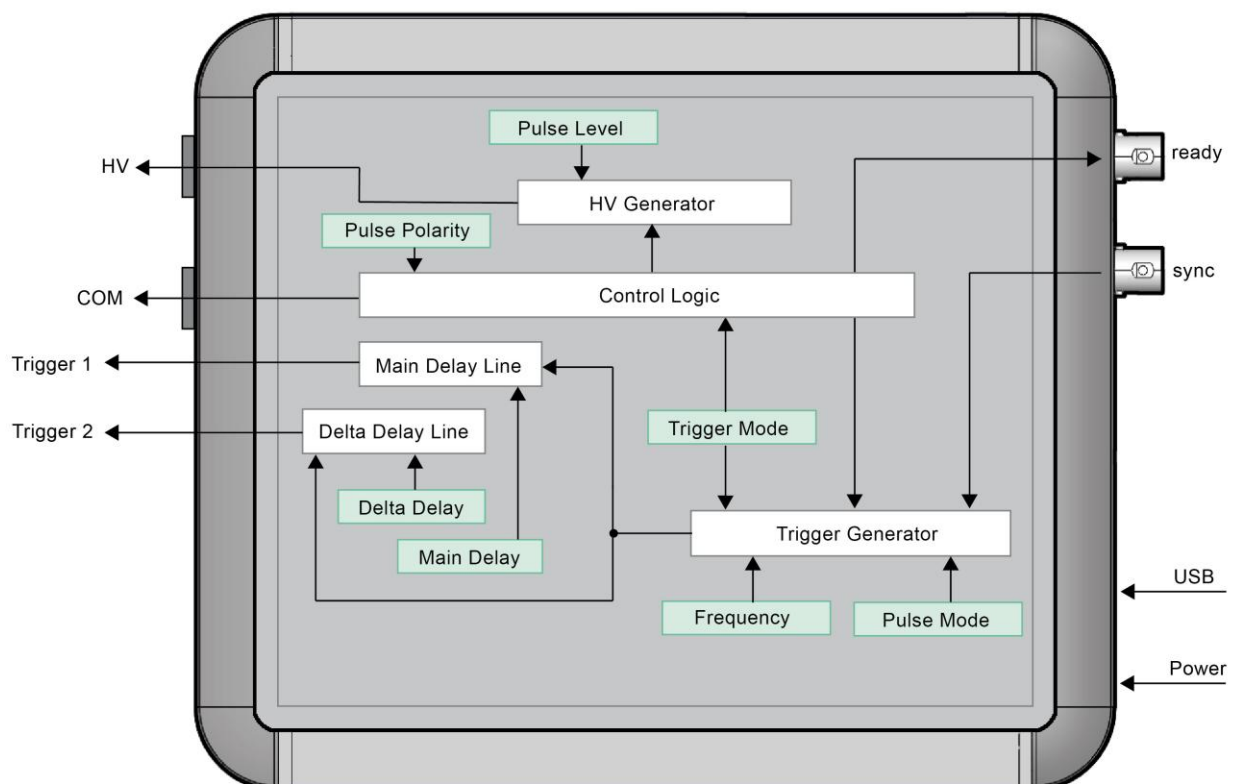 Pulse Level
ready
HV
HV Generator
Pulse Polarity
sync
COM
Control Logic
Trigger 1
Main Delay Line
Trigger 2
Delta Delay Line
Trigger Mode
Delta Delay
Trigger Generator
Main Delay
USB
Frequency
Pulse Mode
Power